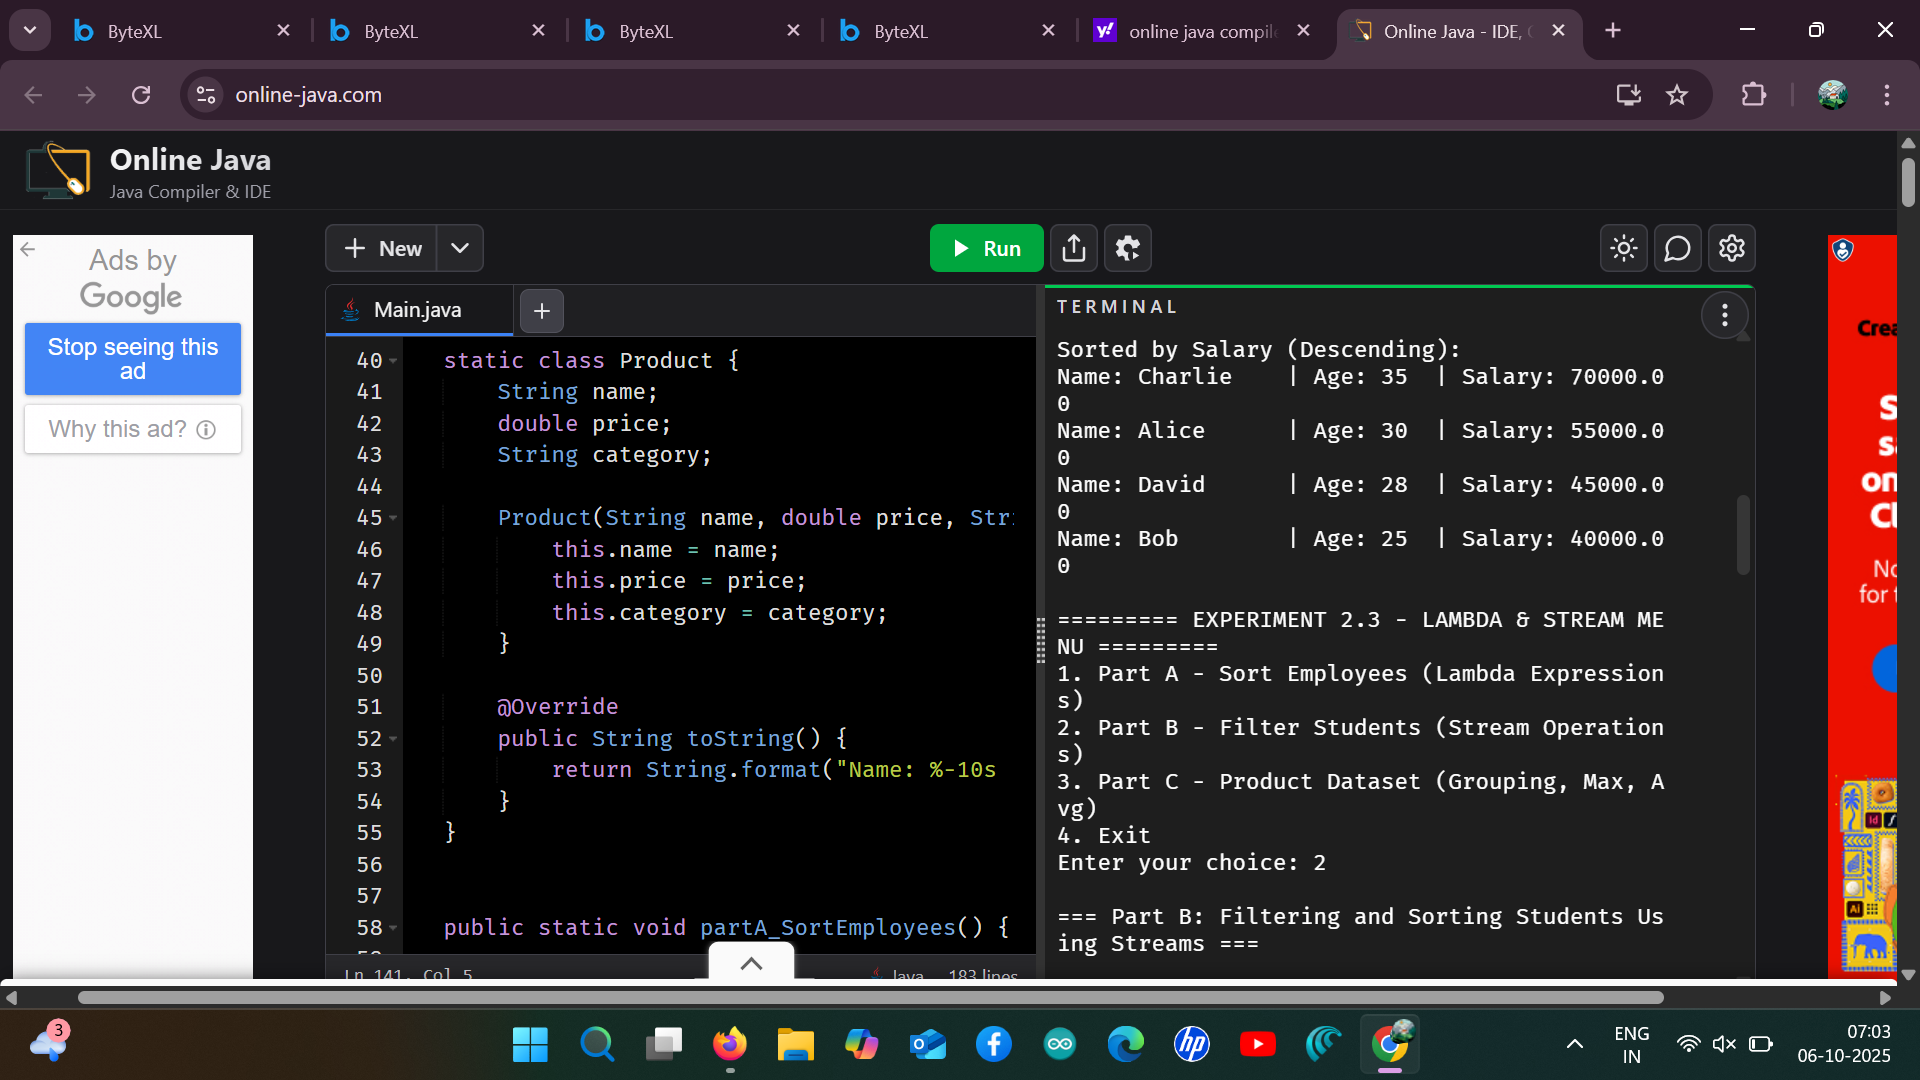 ByteXL
ByteXL
ByteXL
ByteXL
online java compil
Online Java - IDE,
online-java.com
Online Java
Java Compiler & IDE
Ads by
Google
Stop seeing this
ad
Why this ad?
New
Run
Main.java
40 static class Product {
41 String name;
42 double price;
43 String category;
44
45 Product(String name, double price, Str
46 this.name = name;
47 this.price = price;
48 this.category = category;
49 }
50
51 @Override
52 public String toString() {
53 return String.format("Name: %-10s
54 }
55 }
56
57
58 public static void partA_SortEmployees() {
Ln 141, Col 5
Java 183 lines
TERMINAL
Sorted by Salary (Descending):
Name: Charlie | Age: 35 | Salary: 70000.0
0
Name: Alice | Age: 30 | Salary: 55000.0
0
Name: David | Age: 28 | Salary: 45000.0
0
Name: Bob | Age: 25 | Salary: 40000.0
0
========= EXPERIMENT 2.3 - LAMBDA & STREAM ME
NU =========
1. Part A - Sort Employees (Lambda Expression
s)
2. Part B - Filter Students (Stream Operation
s)
3. Part C - Product Dataset (Grouping, Max, A
vg)
4. Exit
Enter your choice: 2
=== Part B: Filtering and Sorting Students Us
ing Streams ===
Crea
S
sa
on
Cl
No
for t
Id
Ai
3
ENG
IN
07:03
06-10-2025